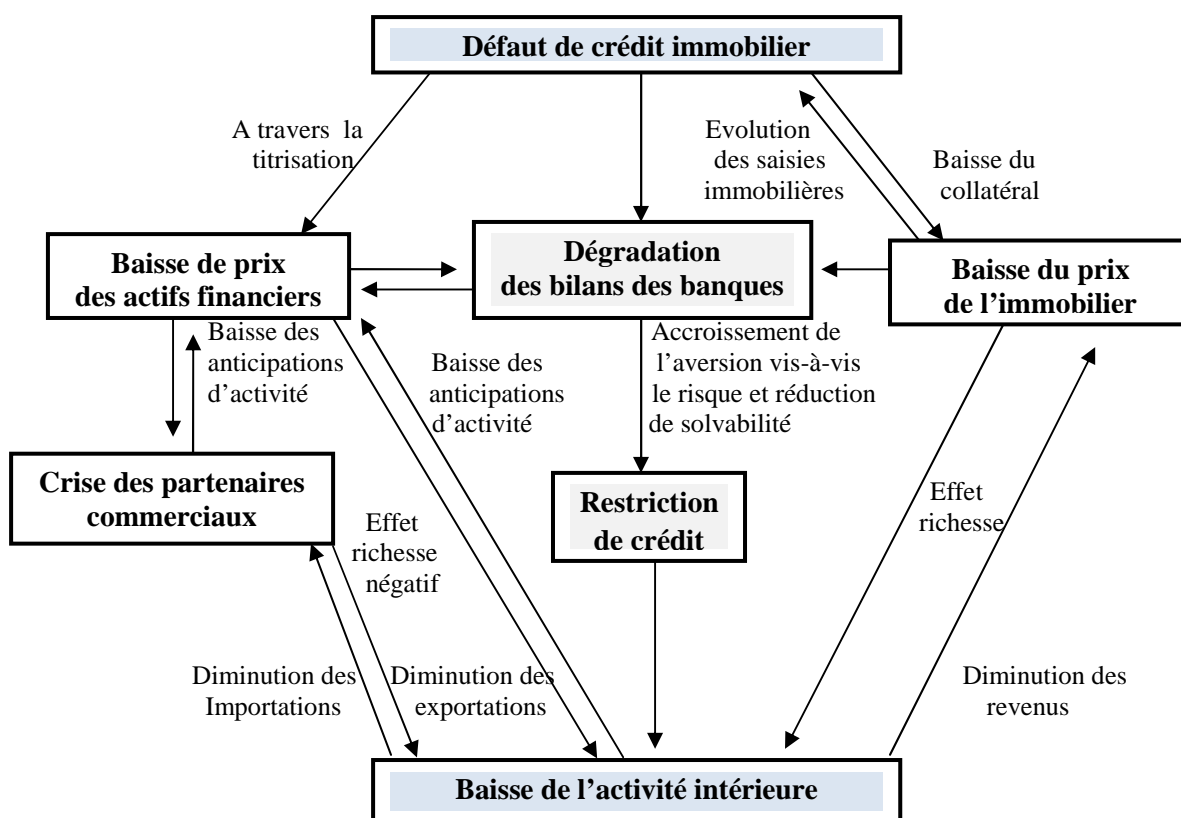 Défaut de crédit immobilier
A travers la
titrisation
Evolution
des saisies
immobilières
Baisse du
collatéral
Baisse de prix
des actifs financiers
Dégradation
des bilans des banques
Baisse du prix
de l’immobilier
Baisse des
anticipations
d’activité
Baisse des
anticipations
d’activité
Accroissement de
l’aversion vis-à-vis
le risque et réduction
de solvabilité
Crise des partenaires
commerciaux
Effet
richesse
négatif
Restriction
de crédit
Effet
richesse
Diminution des
Importations
Diminution des
exportations
Diminution des
revenus
Baisse de l’activité intérieure